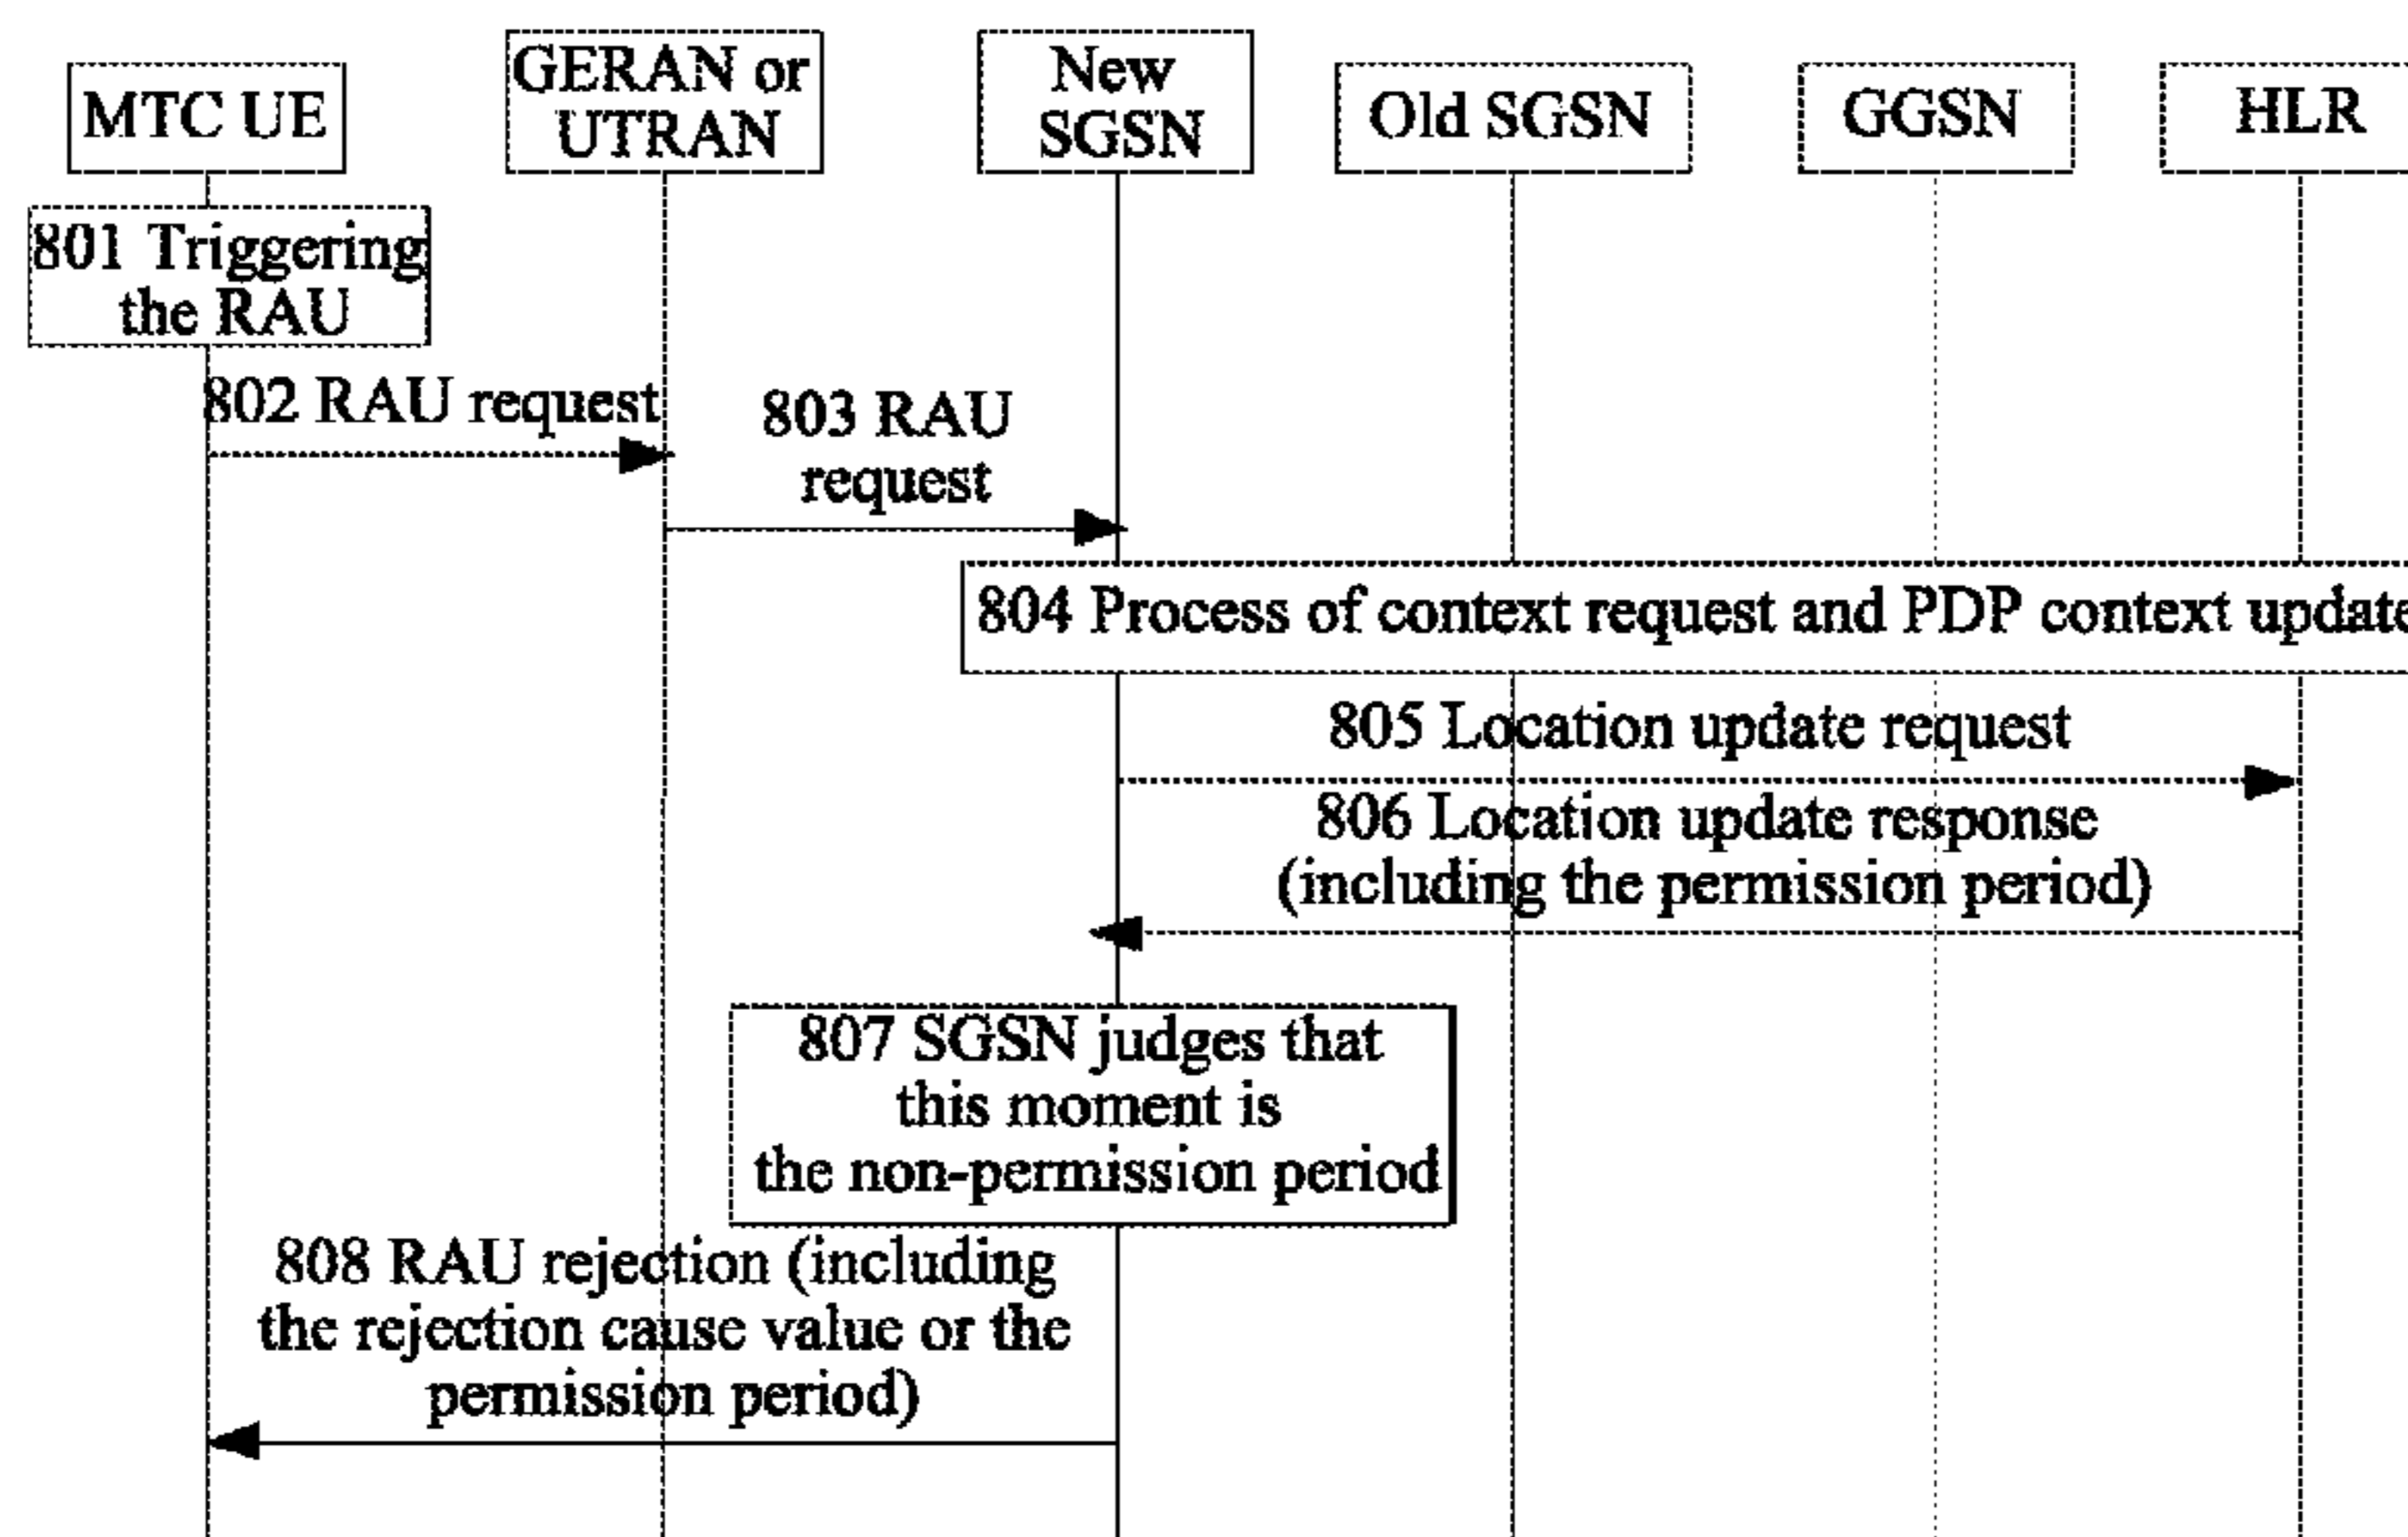 MTC UE
GERAN or
UTRAN
New
SGSN
Old SGSN
GGSN
HLR
801 Triggering
the RAU
802 RAU request
803 RAU
request
804 Process of context request and PDP context update
805 Location update request
806 Location update response
(including the permission period)
807 SGSN judges that
this moment is
the non-permission period
808 RAU rejection (including
the rejection cause value or the
permission period)